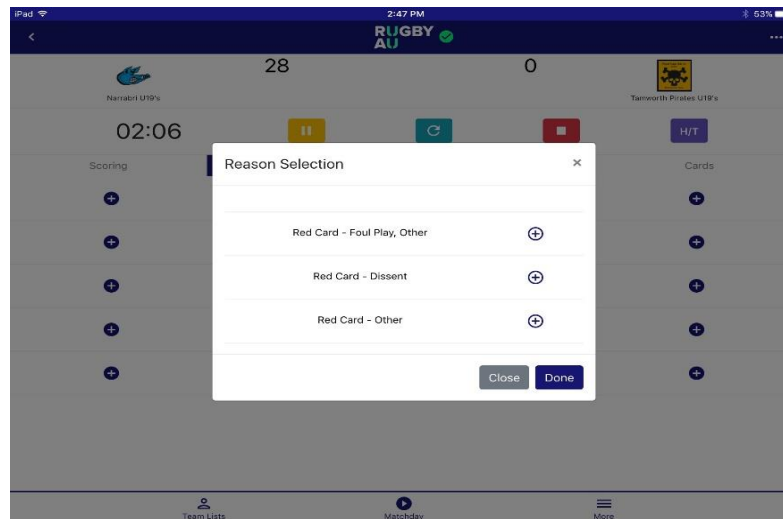 iPad 2:47 PM 53%
RUGBY
AU
28 0
Narrabri U19's Tamworth Pirates U19's
02:06 H/T
Scoring Cards
Reason Selection ×
Red Card - Foul Play, Other
Red Card - Dissent
Red Card - Other
Close Done
Team Lists Matchday More